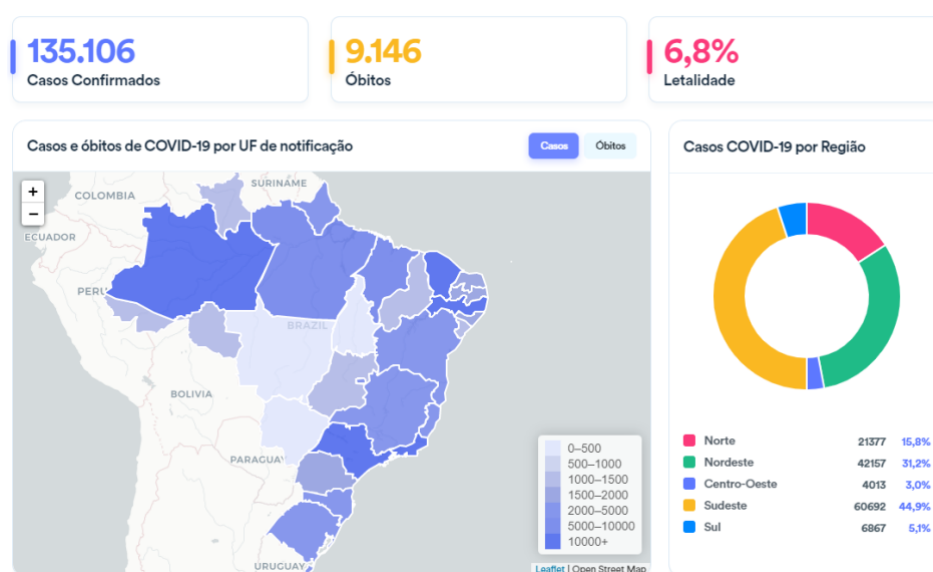 135.106
Casos Confirmados
9.146
Óbitos
6,8%
Letalidade
Casos e óbitos de COVID-19 por UF de notificação
Casos
Óbitos
+
−
COLOMBIA
SURINAME
ECUADOR
PERU
BRAZIL
BOLIVIA
PARAGUAY
URUGUAY
0–500
500–1000
1000–1500
1500–2000
2000–5000
5000–10000
10000+
Leaflet | Open Street Map
Casos COVID-19 por Região
Norte 21377 15,8%
Nordeste 42157 31,2%
Centro-Oeste 4013 3,0%
Sudeste 60692 44,9%
Sul 6867 5,1%